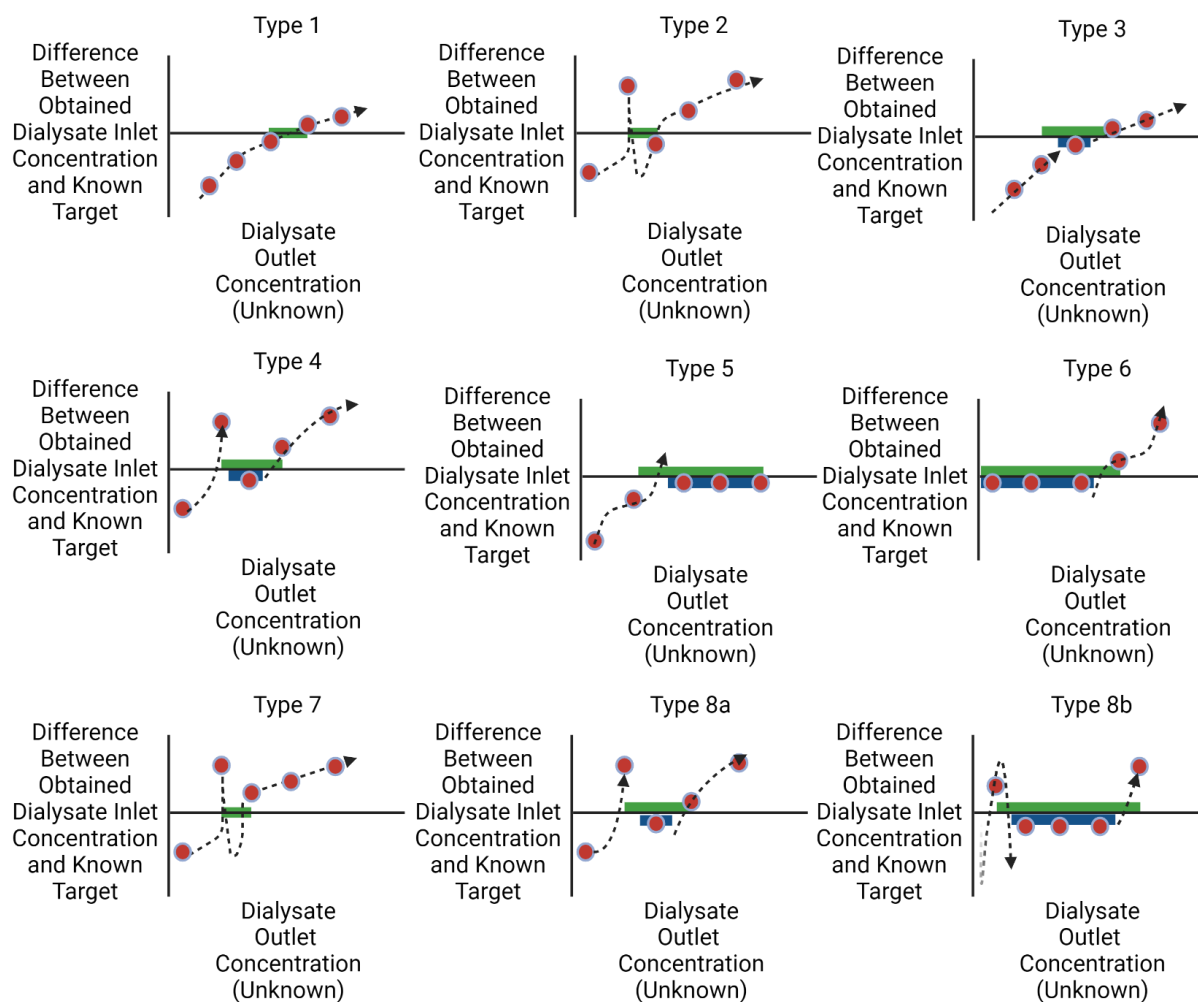 Type 1
Difference
Between
Obtained
Dialysate Inlet
Concentration
and Known
Target
Dialysate
Outlet
Concentration
(Unknown)
Type 2
Difference
Between
Obtained
Dialysate Inlet
Concentration
and Known
Target
Dialysate
Outlet
Concentration
(Unknown)
Type 3
Difference
Between
Obtained
Dialysate Inlet
Concentration
and Known
Target
Dialysate
Outlet
Concentration
(Unknown)
Type 4
Difference
Between
Obtained
Dialysate Inlet
Concentration
and Known
Target
Dialysate
Outlet
Concentration
(Unknown)
Type 5
Difference
Between
Obtained
Dialysate Inlet
Concentration
and Known
Target
Dialysate
Outlet
Concentration
(Unknown)
Type 6
Difference
Between
Obtained
Dialysate Inlet
Concentration
and Known
Target
Dialysate
Outlet
Concentration
(Unknown)
Type 7
Difference
Between
Obtained
Dialysate Inlet
Concentration
and Known
Target
Dialysate
Outlet
Concentration
(Unknown)
Type 8a
Difference
Between
Obtained
Dialysate Inlet
Concentration
and Known
Target
Dialysate
Outlet
Concentration
(Unknown)
Type 8b
Difference
Between
Obtained
Dialysate Inlet
Concentration
and Known
Target
Dialysate
Outlet
Concentration
(Unknown)